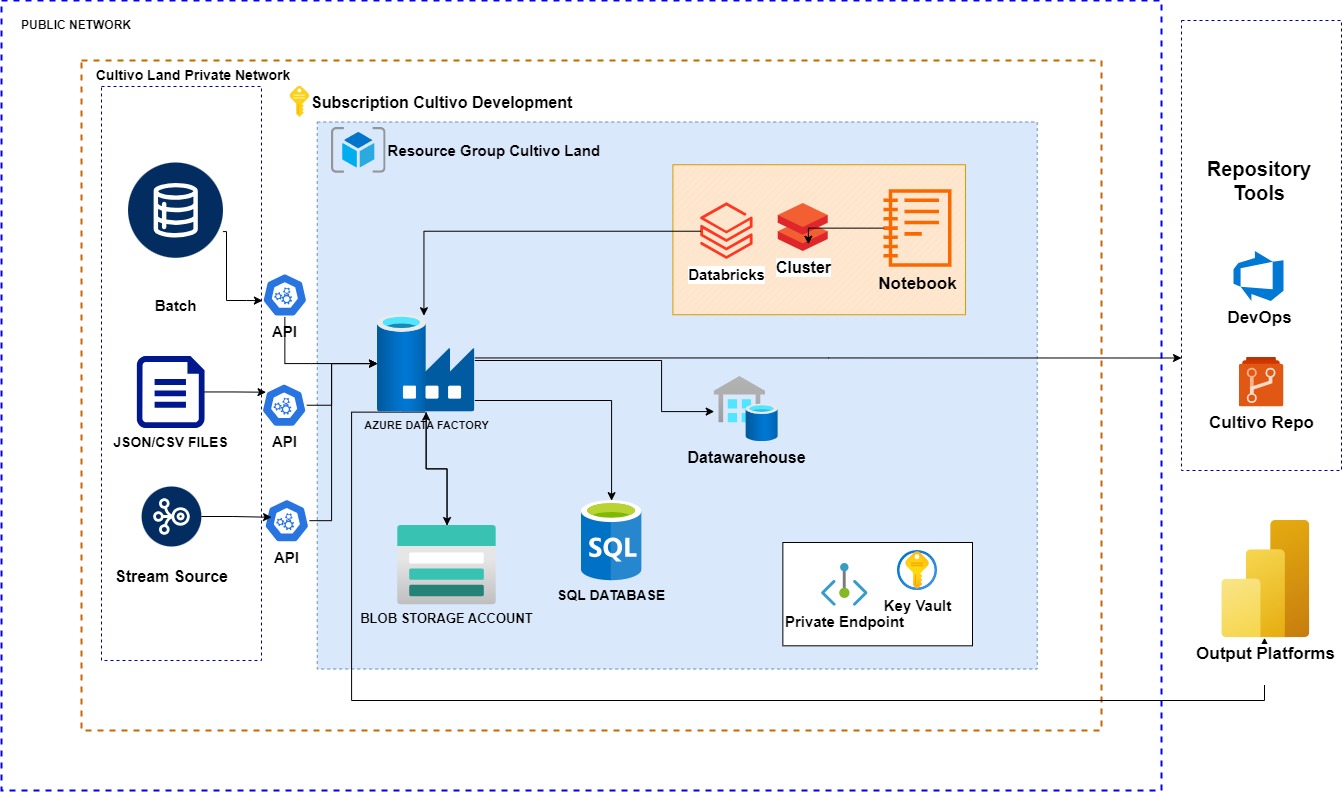 PUBLIC NETWORK
Cultivo Land Private Network
Subscription Cultivo Development
Resource Group Cultivo Land
Batch
API
JSON/CSV FILES
API
Stream Source
API
AZURE DATA FACTORY
Databricks
Cluster
Notebook
Datawarehouse
BLOB STORAGE ACCOUNT
SQL
SQL DATABASE
Private Endpoint
Key Vault
Repository
Tools
DevOps
Cultivo Repo
Output Platforms